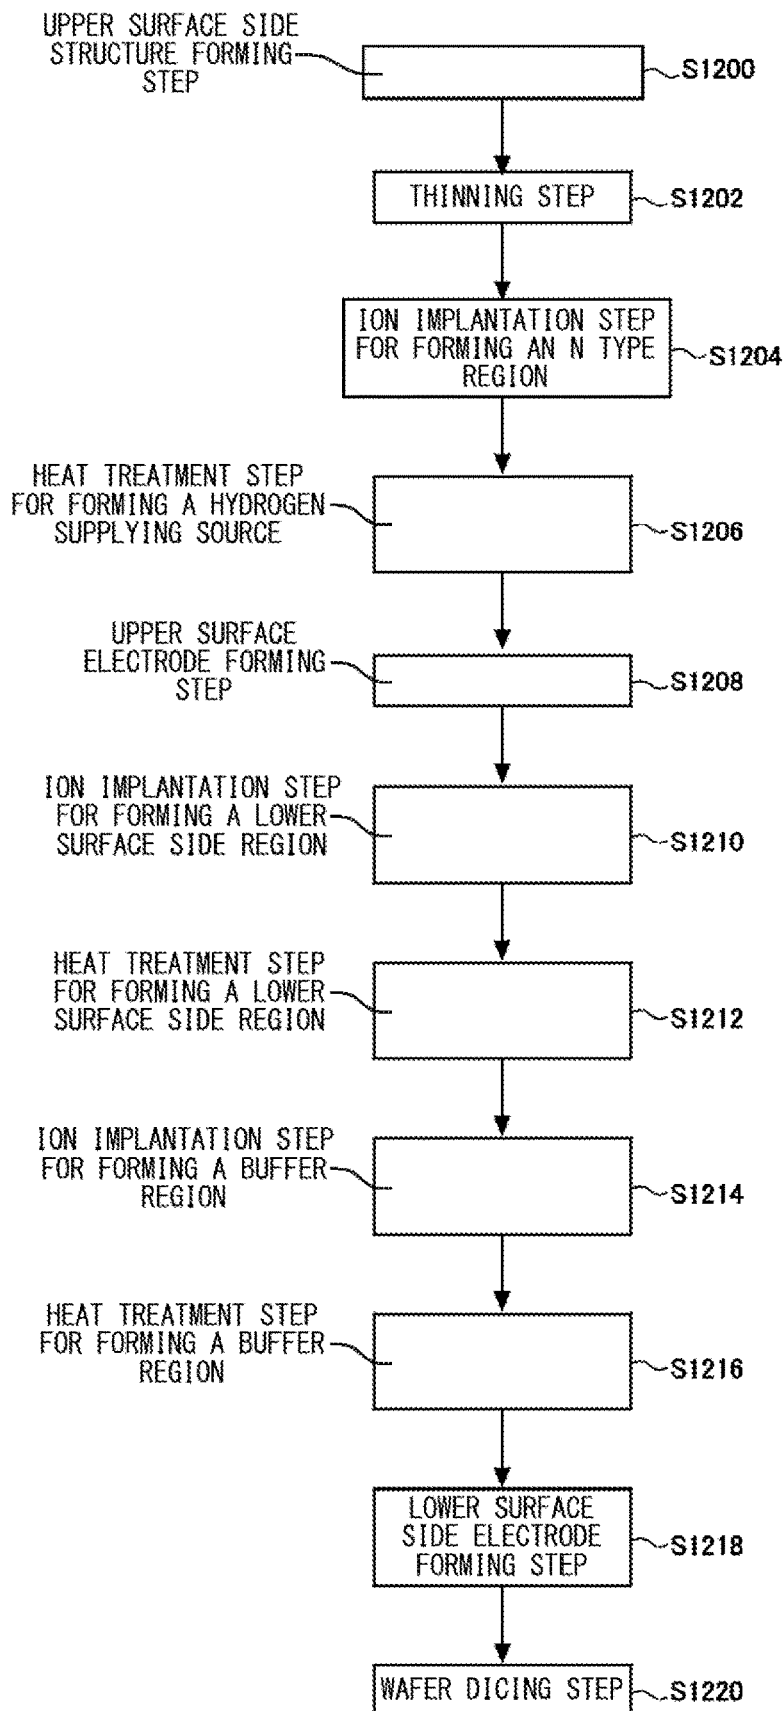 UPPER SURFACE SIDE
STRUCTURE FORMING
STEP
S1200
THINNING STEP
S1202
ION IMPLANTATION STEP
FOR FORMING AN N TYPE
REGION
S1204
HEAT TREATMENT STEP
FOR FORMING A HYDROGEN
SUPPLYING SOURCE
S1206
UPPER SURFACE
ELECTRODE FORMING
STEP
S1208
ION IMPLANTATION STEP
FOR FORMING A LOWER
SURFACE SIDE REGION
S1210
HEAT TREATMENT STEP
FOR FORMING A LOWER
SURFACE SIDE REGION
S1212
ION IMPLANTATION STEP
FOR FORMING A BUFFER
REGION
S1214
HEAT TREATMENT STEP
FOR FORMING A BUFFER
REGION
S1216
LOWER SURFACE
SIDE ELECTRODE
FORMING STEP
S1218
WAFER DICING STEP
S1220